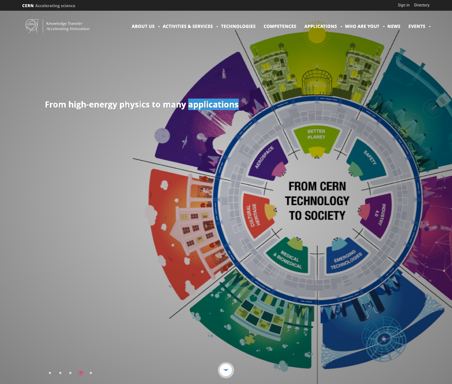 CERN Accelerating science
Sign in Directory
CERN
Knowledge Transfer
Accelerating Innovation
ABOUT US ACTIVITIES & SERVICES TECHNOLOGIES COMPETENCES APPLICATIONS WHO ARE YOU? NEWS EVENTS
From high-energy physics to many applications
BETTER
PLANET
AEROSPACE
SAFETY
CULTURAL
HERITAGE
FROM CERN
TECHNOLOGY
TO SOCIETY
INDUSTRY
4.0
MEDICAL
& BIOMEDICAL
EMERGING
TECHNOLOGIES